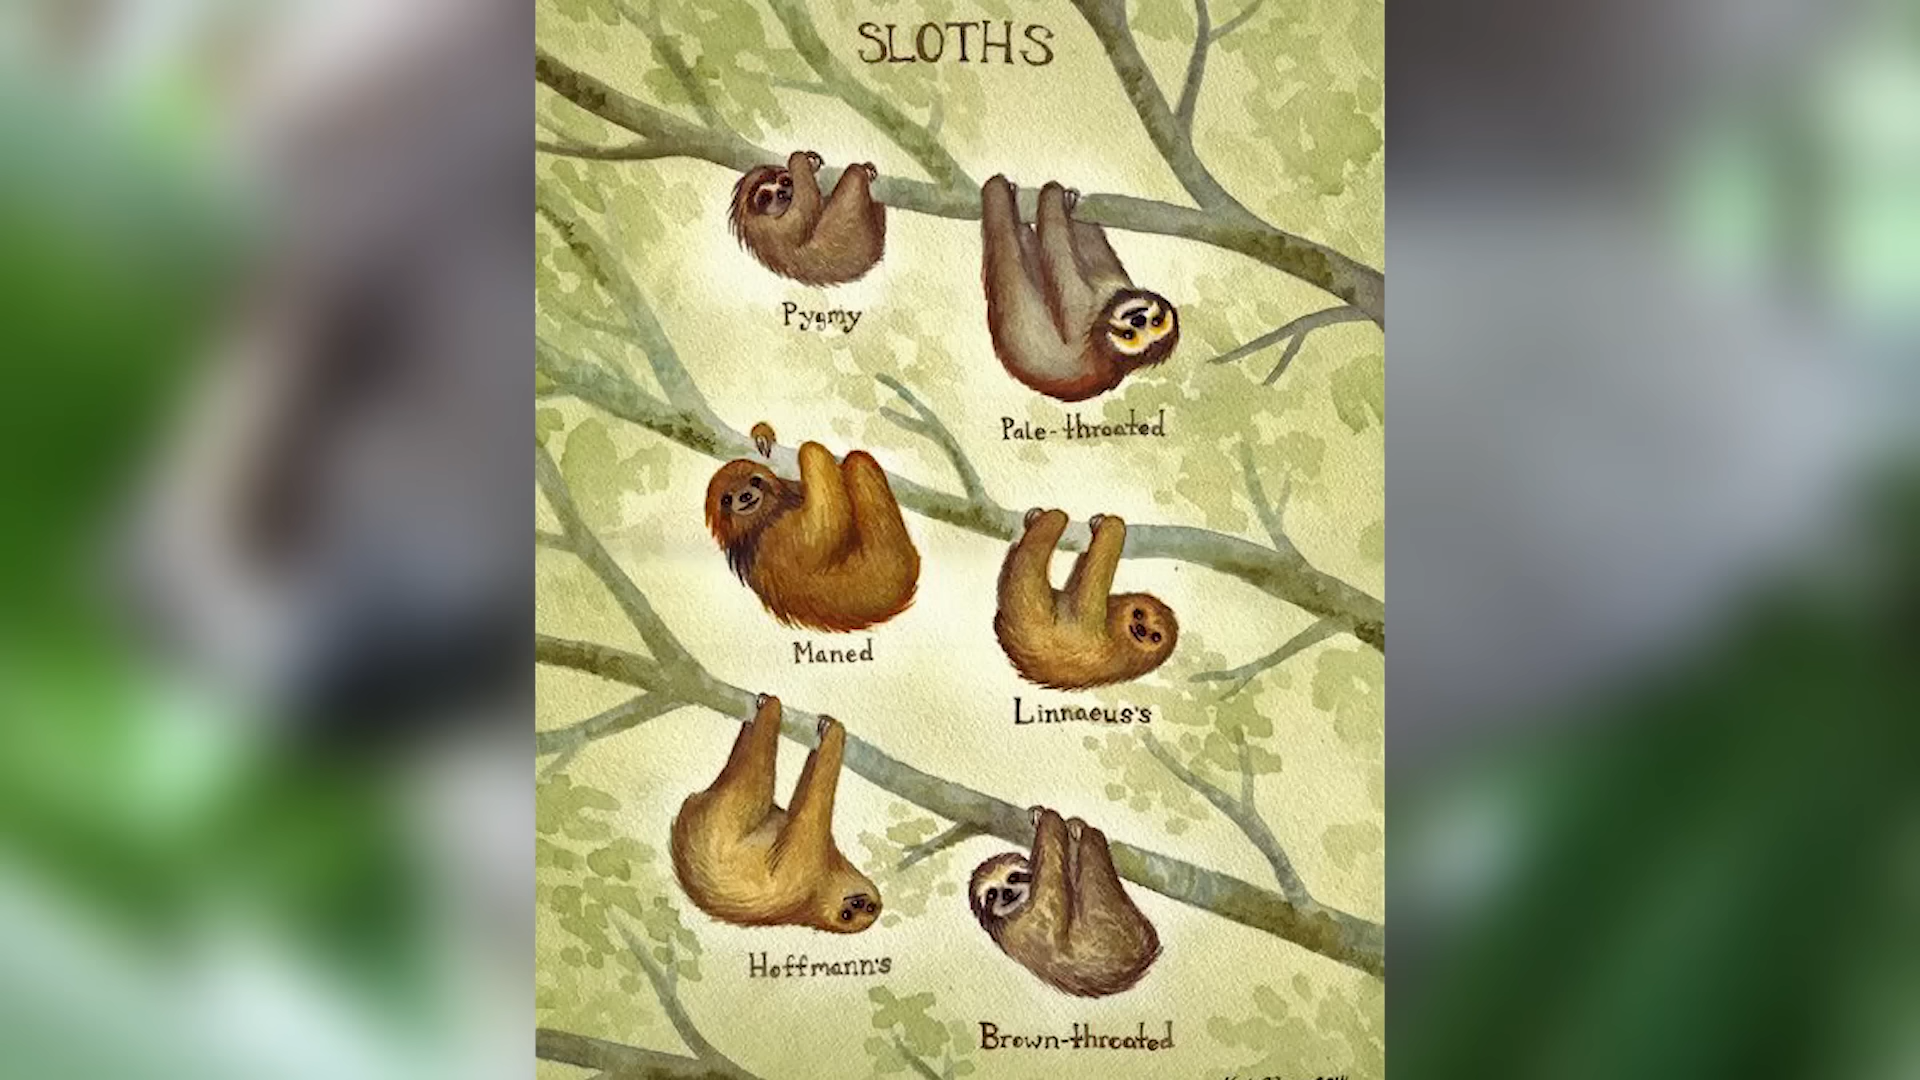 SLOTHS
Pygmy
Pale-throated
Maned
Linnaeus's
Hoffmann's
Brown-throated